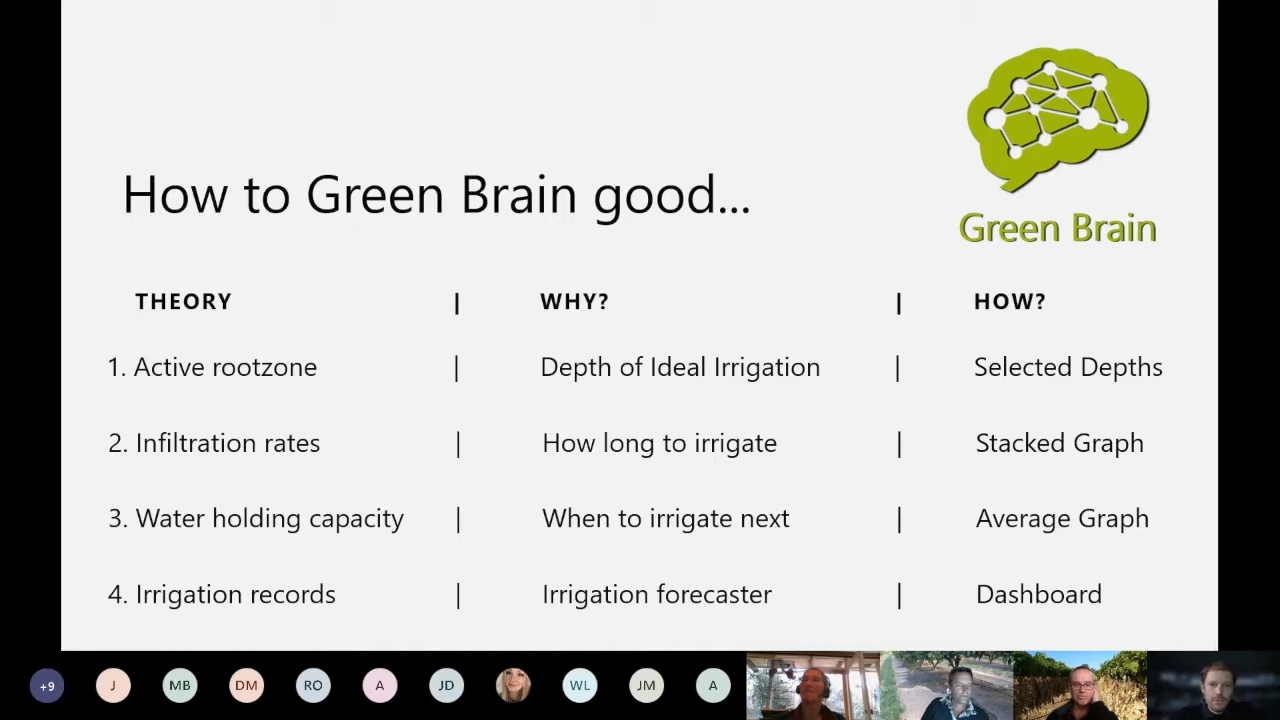 How to Green Brain good...
Green Brain
THEORY | WHY? | HOW?
1. Active rootzone | Depth of Ideal Irrigation | Selected Depths
2. Infiltration rates | How long to irrigate | Stacked Graph
3. Water holding capacity | When to irrigate next | Average Graph
4. Irrigation records | Irrigation forecaster | Dashboard
+9 J MB DM RO A JD WL JM A